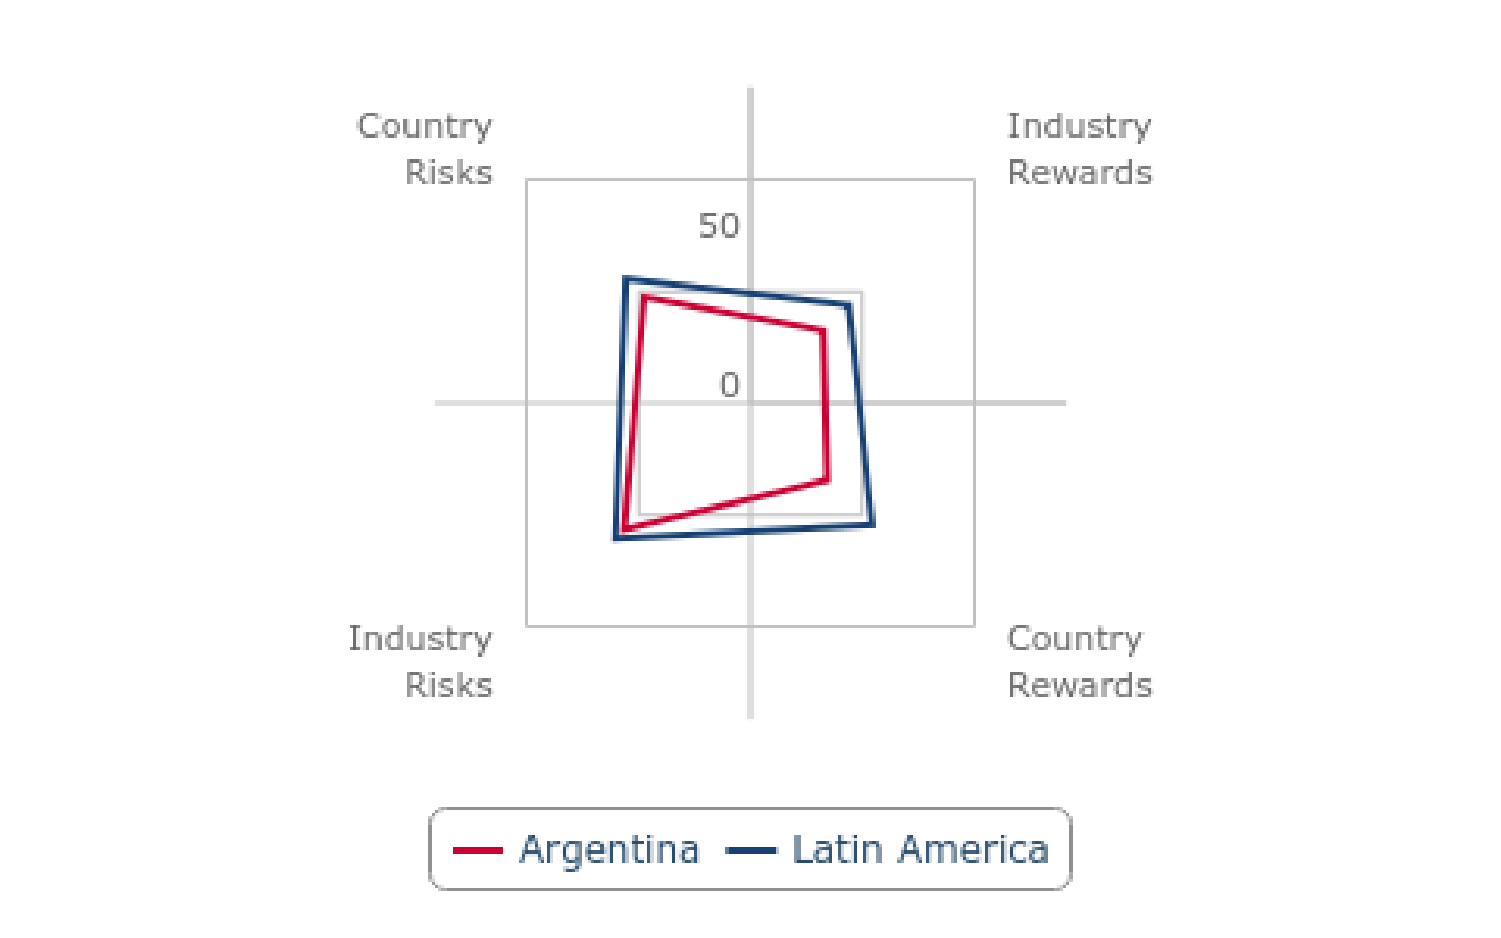 Country
Risks
Industry
Rewards
50
0
Industry
Risks
Country
Rewards
Argentina
Latin America